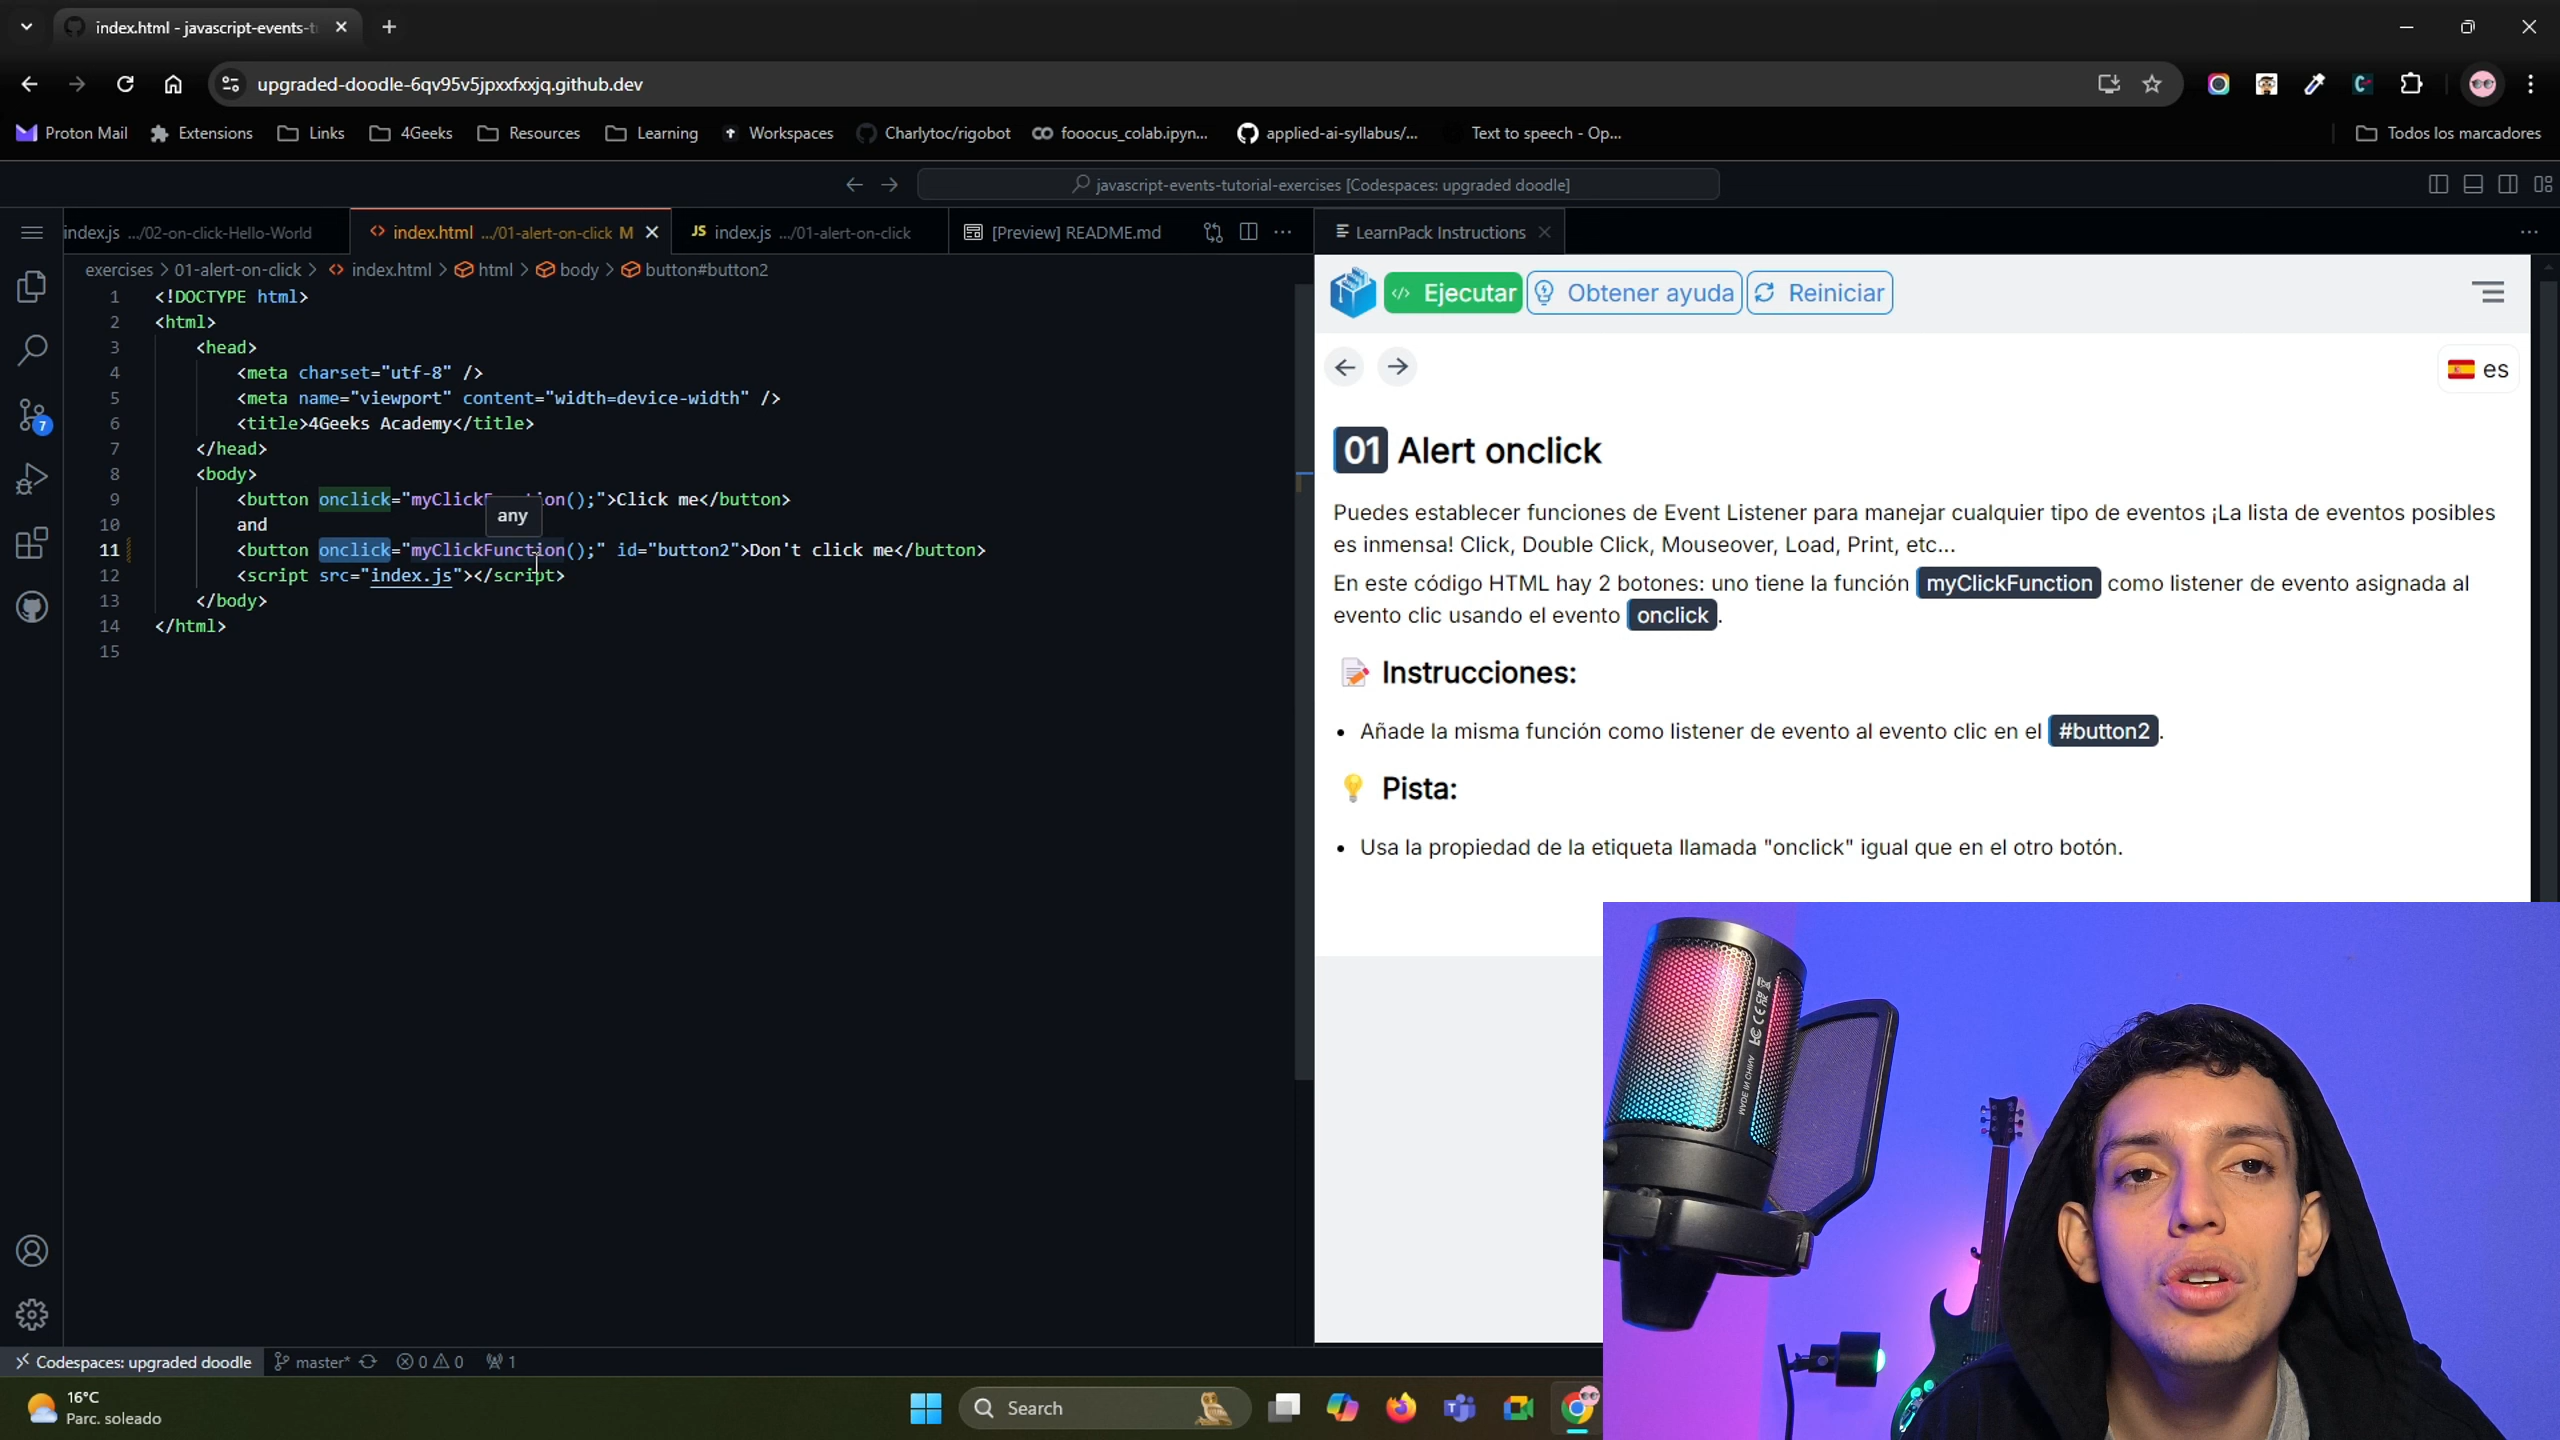 index.html - javascript-events-t
upgraded-doodle-6qv95v5jpxxfxxjq.github.dev
Proton Mail Extensions Links 4Geeks Resources Learning Workspaces Charlytoc/rigobot fooocus_colab.ipyn... applied-ai-syllabus/... Text to speech - Op... Todos los marcadores
javascript-events-tutorial-exercises [Codespaces: upgraded doodle]
index.js .../02-on-click-Hello-World index.html .../01-alert-on-click M JS index.js .../01-alert-on-click [Preview] README.md LearnPack Instructions
exercises > 01-alert-on-click > index.html > html > body > button#button2
1 <!DOCTYPE html>
2 <html>
3 <head>
4 <meta charset="utf-8" />
5 <meta name="viewport" content="width=device-width" />
6 <title>4Geeks Academy</title>
7 </head>
8 <body>
9 <button onclick="myClickFunction();">Click me</button>
any
10 and
11 <button onclick="myClickFunction();" id="button2">Don't click me</button>
12 <script src="index.js"></script>
13 </body>
14 </html>
15
7
Ejecutar Obtener ayuda Reiniciar
es
01 Alert onclick
Puedes establecer funciones de Event Listener para manejar cualquier tipo de eventos ¡La lista de eventos posibles
es inmensa! Click, Double Click, Mouseover, Load, Print, etc...
En este código HTML hay 2 botones: uno tiene la función myClickFunction como listener de evento asignada al
evento clic usando el evento onclick.
Instrucciones:
• Añade la misma función como listener de evento al evento clic en el #button2.
Pista:
• Usa la propiedad de la etiqueta llamada "onclick" igual que en el otro botón.
MADE IN CHINA
Codespaces: upgraded doodle master* 0 0 1
16°C
Parc. soleado
Search